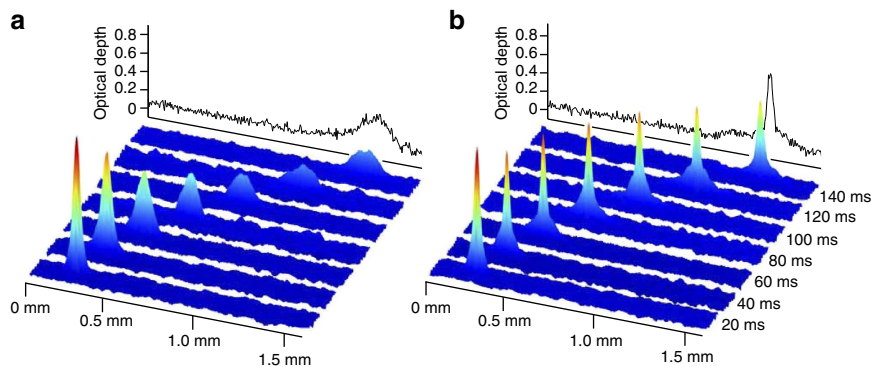 a
Optical depth
0.8
0.6
0.4
0.2
0
0 mm
0.5 mm
1.0 mm
1.5 mm
b
Optical depth
0.8
0.6
0.4
0.2
0
140 ms
120 ms
100 ms
80 ms
60 ms
40 ms
20 ms
0 mm
0.5 mm
1.0 mm
1.5 mm